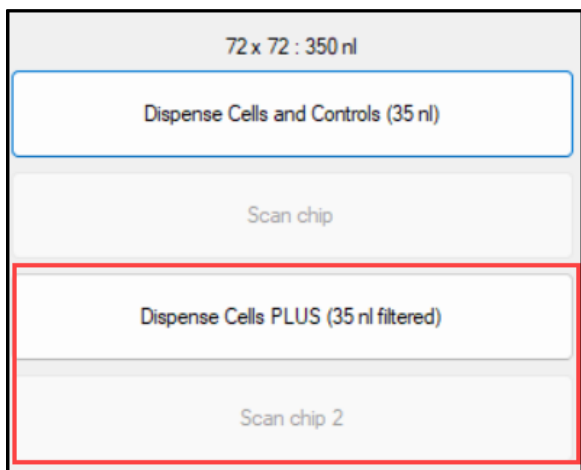 72 x 72 : 350 nl
Dispense Cells and Controls (35 nl)
Scan chip
Dispense Cells PLUS (35 nl filtered)
Scan chip 2